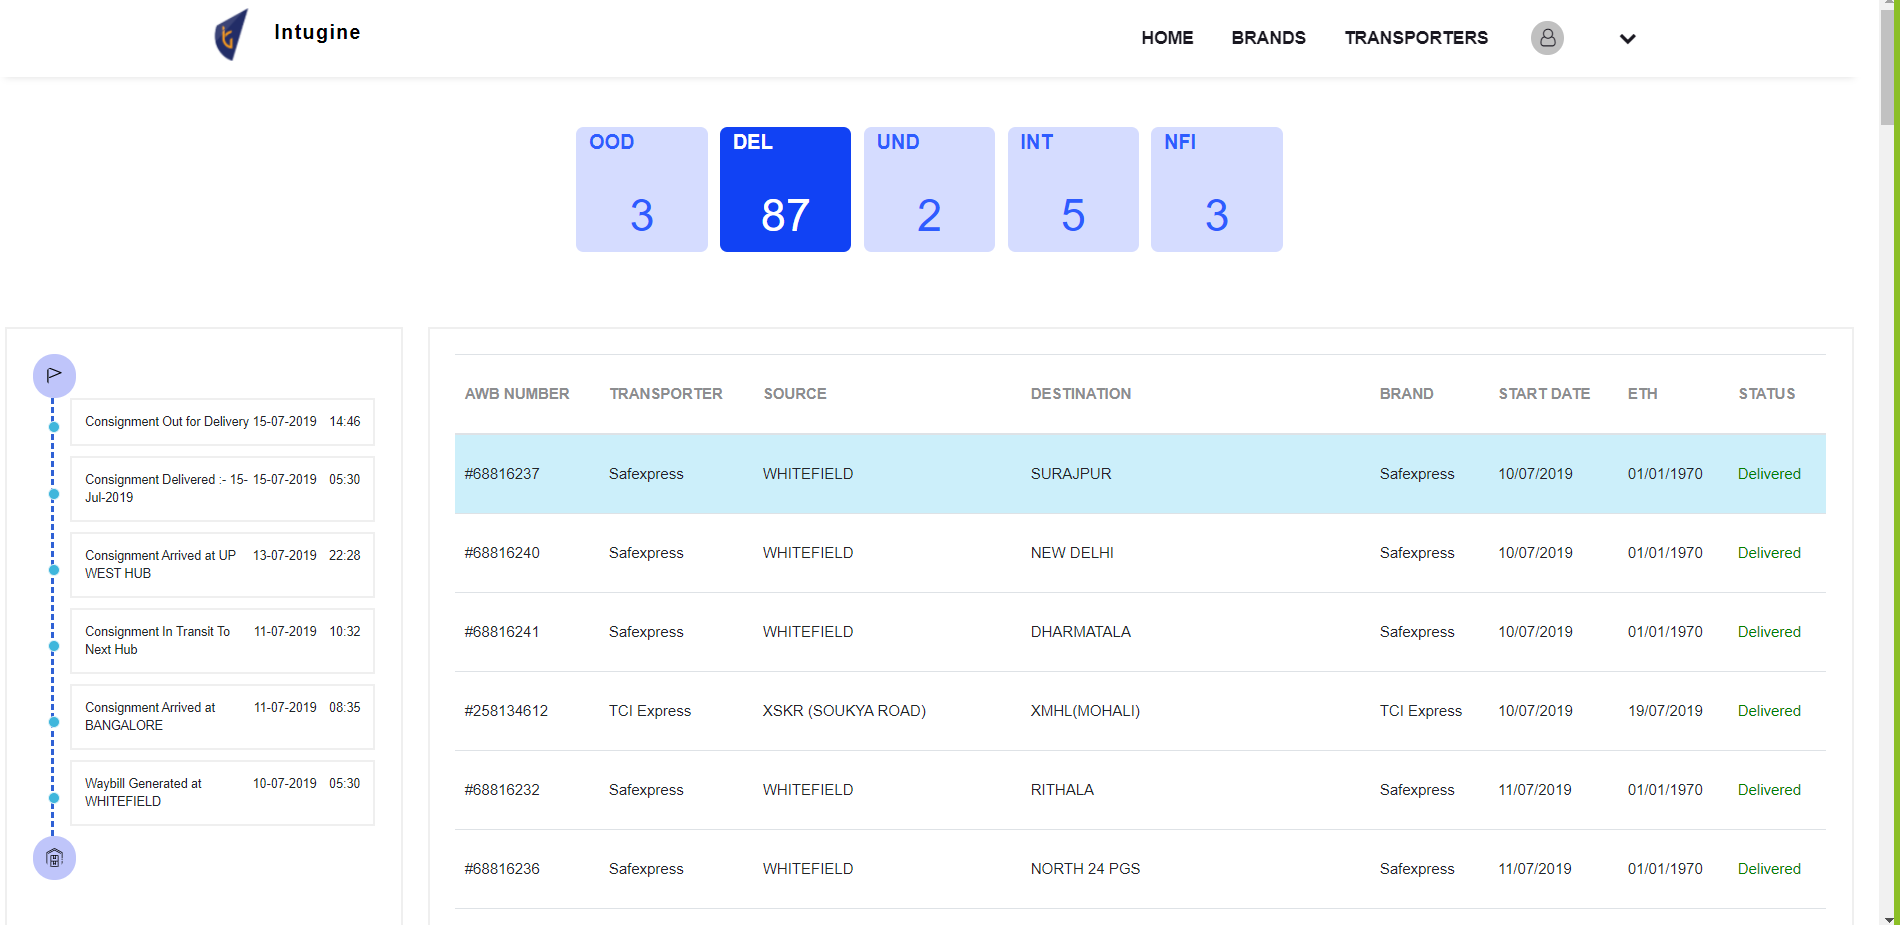 Intugine
HOME BRANDS TRANSPORTERS
OOD DEL UND INT NFI
3 87 2 5 3
Consignment Out for Delivery 15-07-2019 14:46
Consignment Delivered :- 15- 15-07-2019 05:30
Jul-2019
Consignment Arrived at UP 13-07-2019 22:28
WEST HUB
Consignment In Transit To 11-07-2019 10:32
Next Hub
Consignment Arrived at 11-07-2019 08:35
BANGALORE
Waybill Generated at 10-07-2019 05:30
WHITEFIELD
AWB NUMBER TRANSPORTER SOURCE DESTINATION BRAND START DATE ETH STATUS
#68816237 Safexpress WHITEFIELD SURAJPUR Safexpress 10/07/2019 01/01/1970 Delivered
#68816240 Safexpress WHITEFIELD NEW DELHI Safexpress 10/07/2019 01/01/1970 Delivered
#68816241 Safexpress WHITEFIELD DHARMATALA Safexpress 10/07/2019 01/01/1970 Delivered
#258134612 TCI Express XSKR (SOUKYA ROAD) XMHL(MOHALI) TCI Express 10/07/2019 19/07/2019 Delivered
#68816232 Safexpress WHITEFIELD RITHALA Safexpress 11/07/2019 01/01/1970 Delivered
#68816236 Safexpress WHITEFIELD NORTH 24 PGS Safexpress 11/07/2019 01/01/1970 Delivered